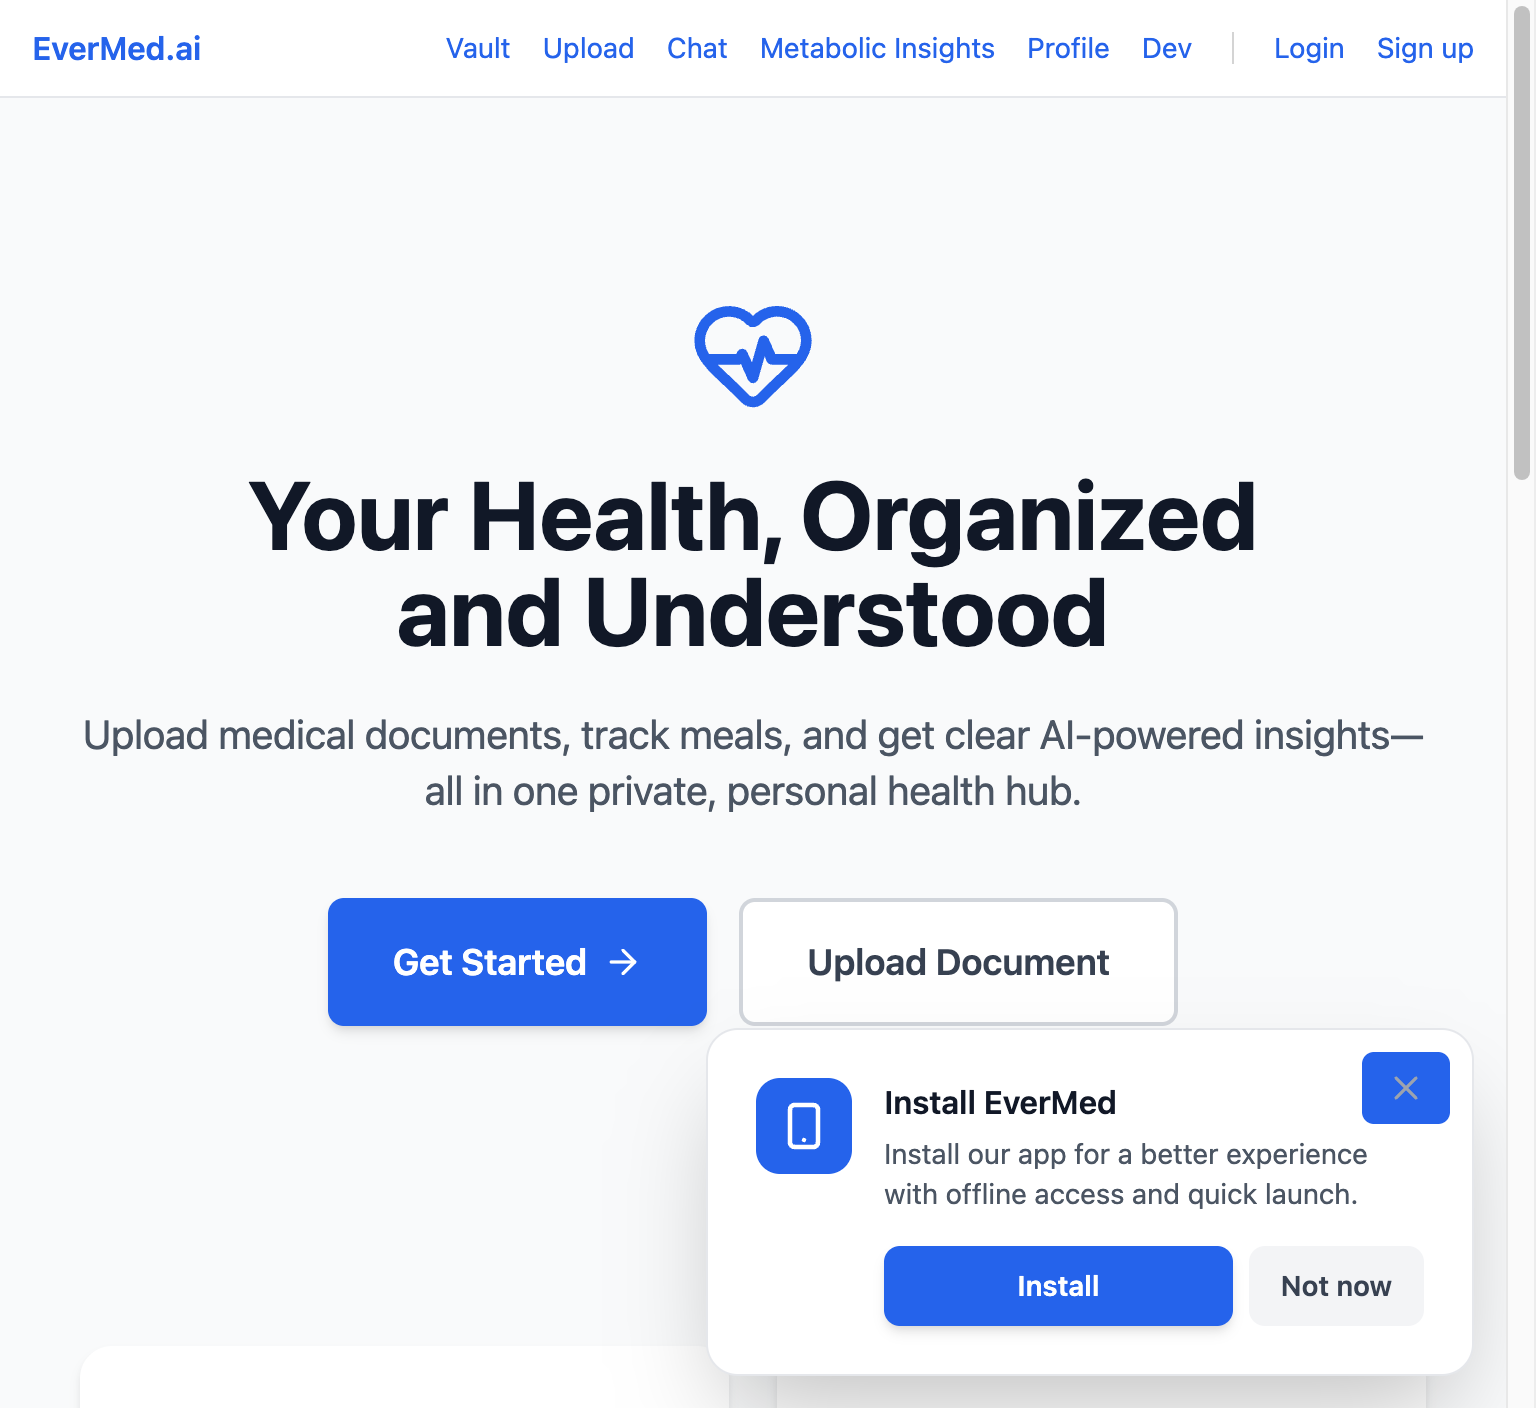 EverMed.ai Vault Upload Chat Metabolic Insights Profile Dev Login Sign up
Your Health, Organized
and Understood
Upload medical documents, track meals, and get clear AI-powered insights—
all in one private, personal health hub.
Get Started → Upload Document
Install EverMed
Install our app for a better experience
with offline access and quick launch.
Install Not now